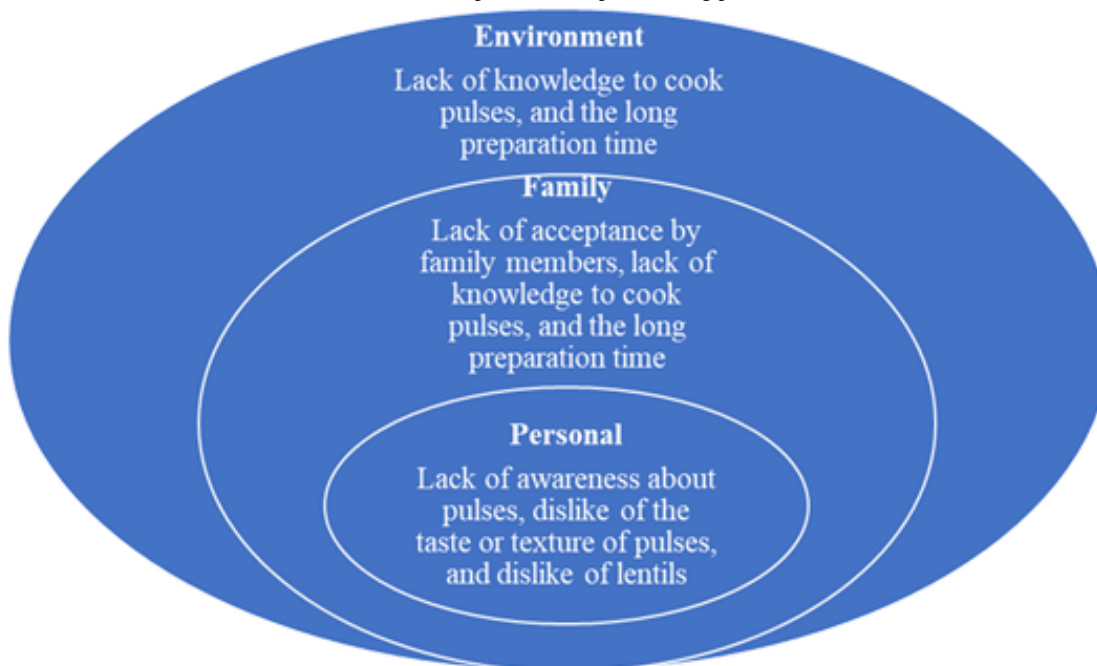 Environment
Lack of knowledge to cook
pulses, and the long
preparation time
Family
Lack of acceptance by
family members, lack of
knowledge to cook
pulses, and the long
preparation time
Personal
Lack of awareness about
pulses, dislike of the
taste or texture of pulses,
and dislike of lentils